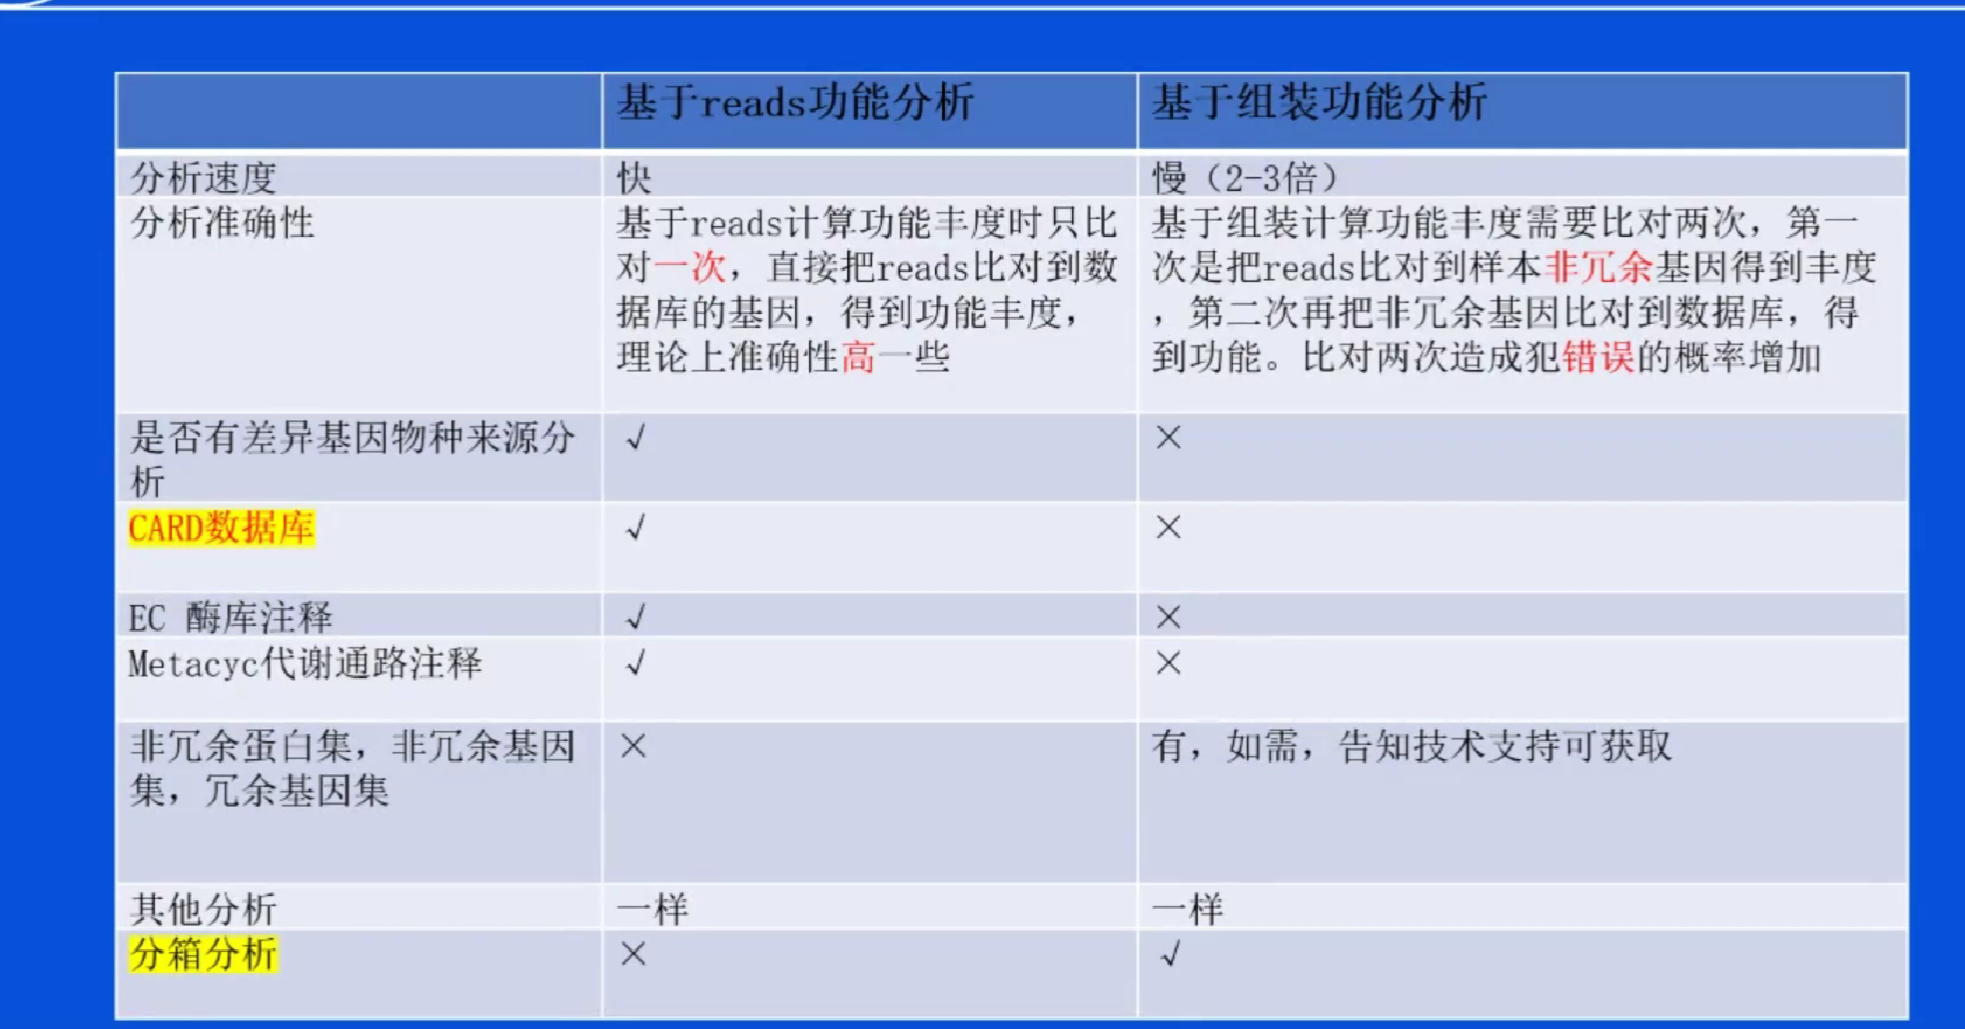 基于reads功能分析
基于组装功能分析
分析速度
快
慢（2-3倍）
分析准确性
基于reads计算功能丰度时只比
对一次，直接把reads比对到数
据库的基因，得到功能丰度，
理论上准确性高一些
基于组装计算功能丰度需要比对两次，第一
次是把reads比对到样本非冗余基因得到丰度
，第二次再把非冗余基因比对到数据库，得
到功能。比对两次造成犯错误的概率增加
是否有差异基因物种来源分
析
√
×
CARD数据库
√
×
EC 酶库注释
√
×
Metacyc代谢通路注释
√
×
非冗余蛋白集，非冗余基因
集，冗余基因集
×
有，如需，告知技术支持可获取
其他分析
一样
一样
分箱分析
×
√